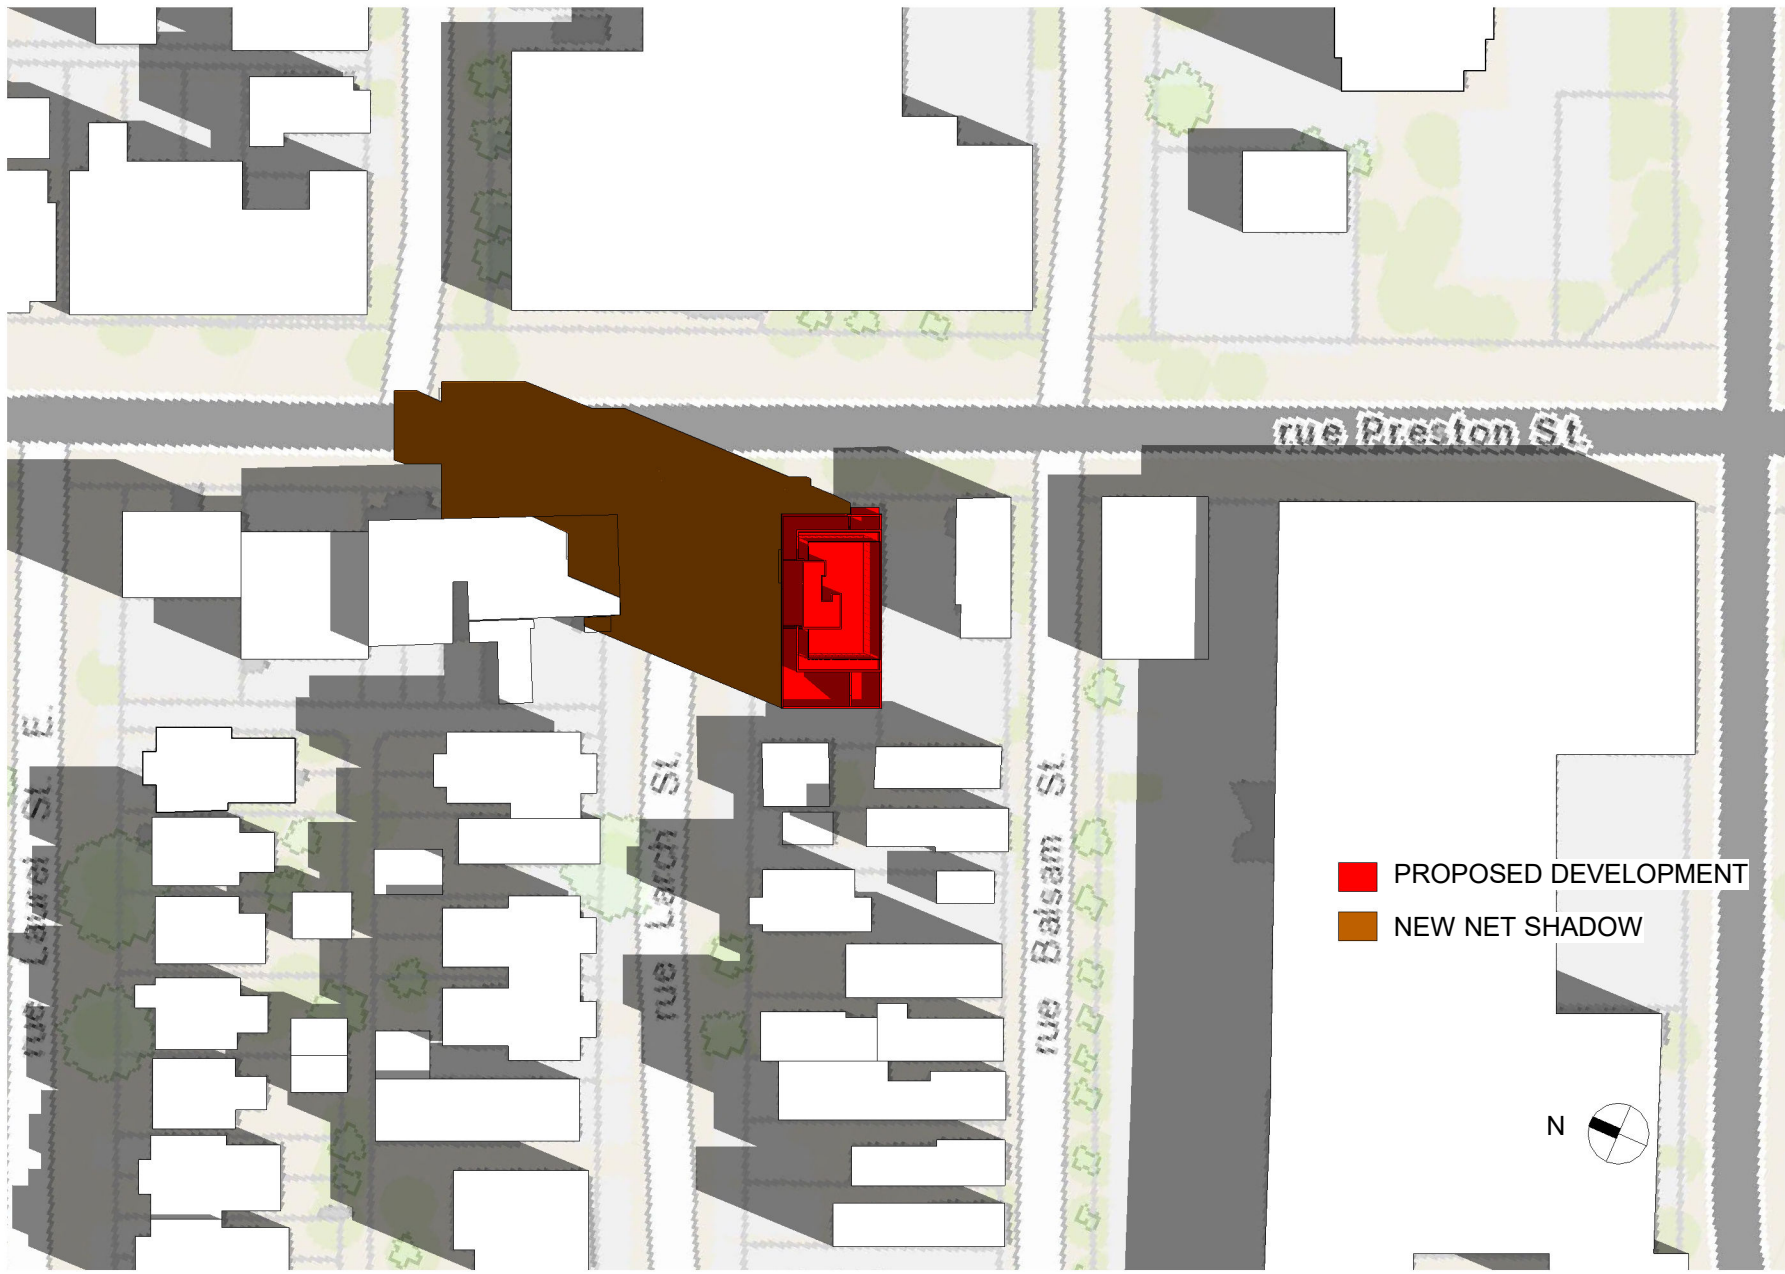 rue Preston St.
rue Laurel St. E.
rue Larch St.
rue Balsam St.
PROPOSED DEVELOPMENT
NEW NET SHADOW
N